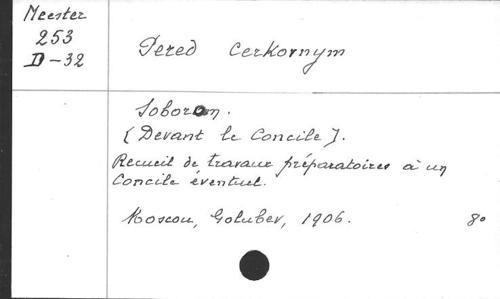 Meester
253
D-32
Pered Cerkovnym
Soborom.
[Devant le Concile].
Recueil de travaux préparatoires à un
Concile éventuel.
Moscou, Golubev, 1906. 8°